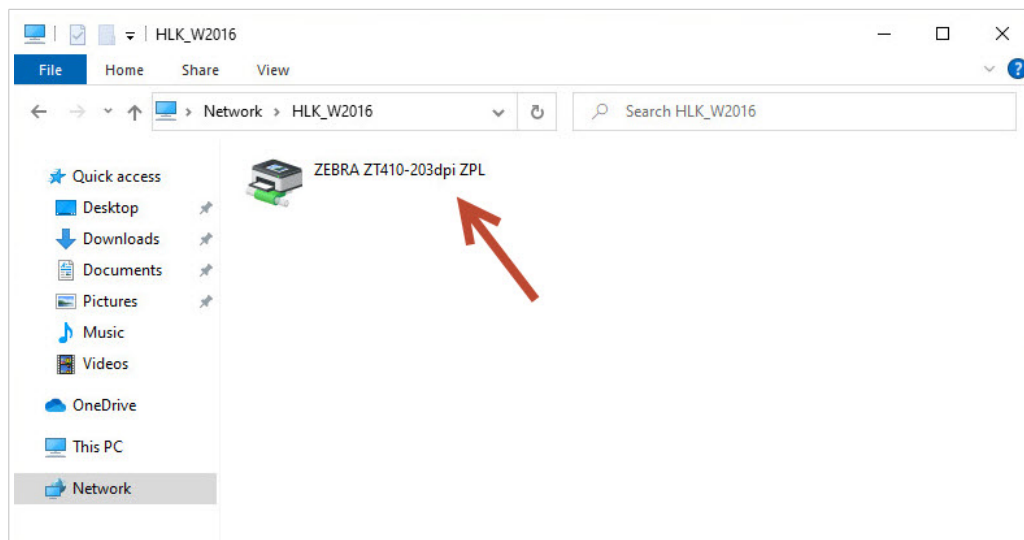 HLK_W2016
File Home Share View
?
Network HLK_W2016
Search HLK_W2016
Quick access
ZEBRA ZT410-203dpi ZPL
Desktop
Downloads
Documents
Pictures
Music
Videos
OneDrive
This PC
Network